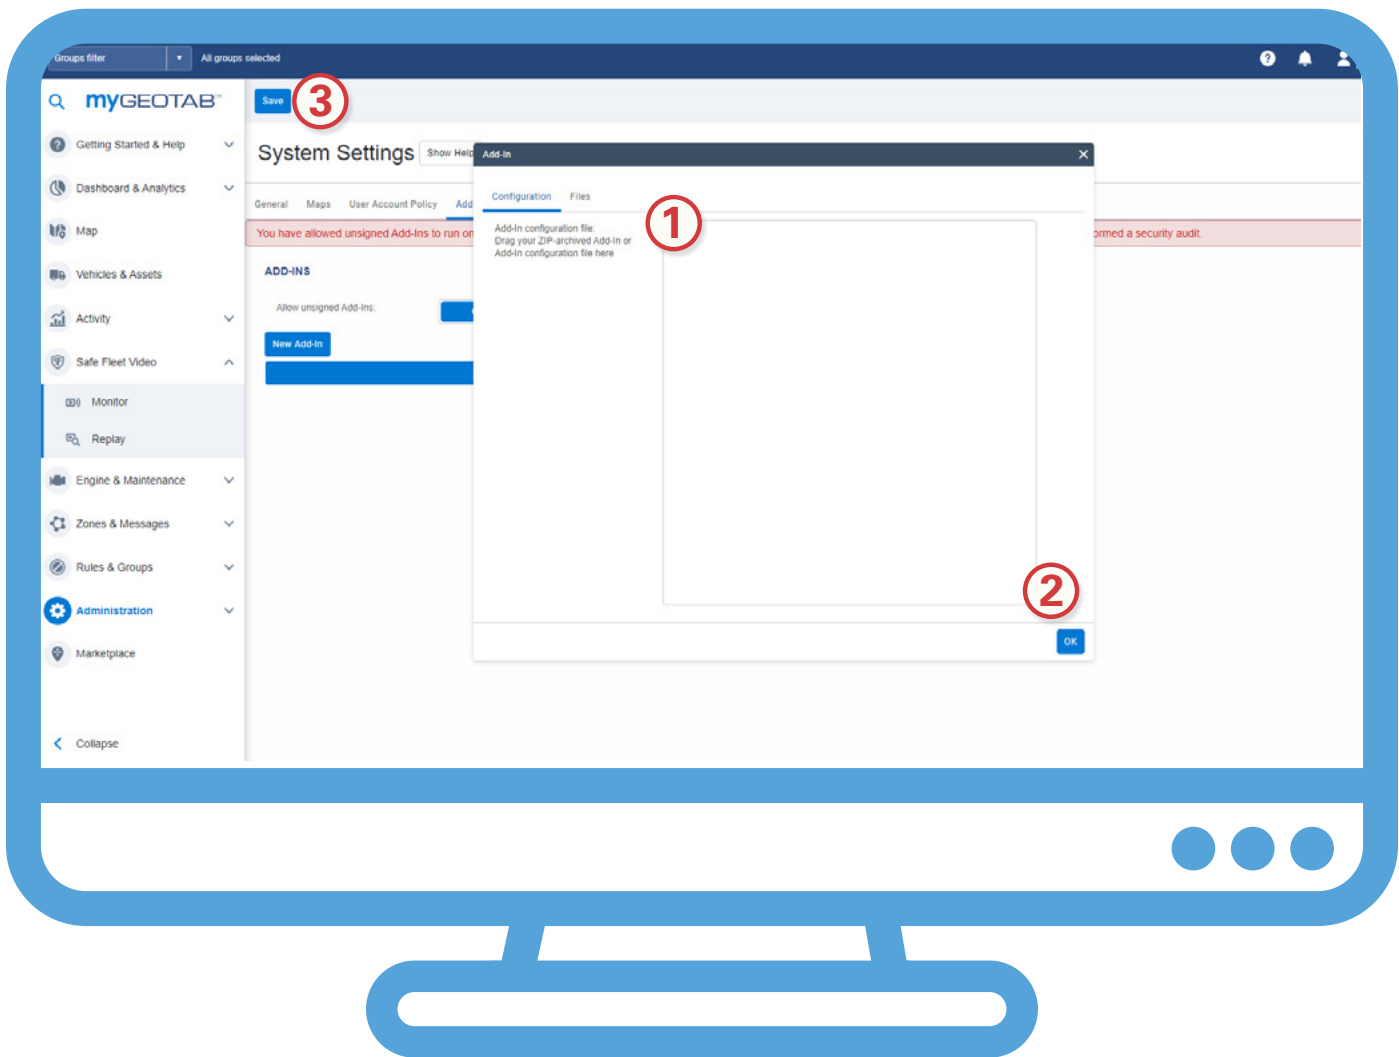 Groups filter
All groups selected
myGEOTAB
Save
3
Getting Started & Help
Dashboard & Analytics
Map
Vehicles & Assets
Activity
Safe Fleet Video
Monitor
Replay
Engine & Maintenance
Zones & Messages
Rules & Groups
Administration
Marketplace
Collapse
System Settings
Show Help
General Maps User Account Policy Add
You have allowed unsigned Add-Ins to run on
ormed a security audit.
ADD-INS
Allow unsigned Add-Ins:
New Add-In
Add-In
Configuration Files
1
Add-In configuration file:
Drag your ZIP-archived Add-In or
Add-In configuration file here
2
OK